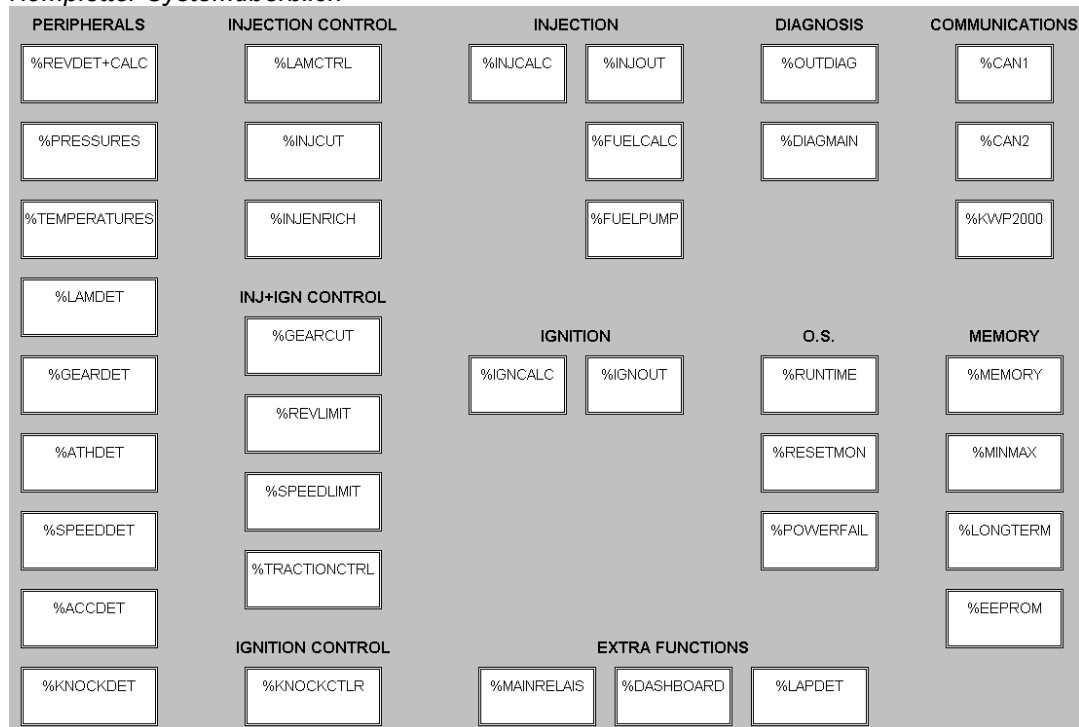 Kompletter Systemüberblick
PERIPHERALS
%REVDET+CALC
%PRESSURES
%TEMPERATURES
%LAMDET
%GEARDET
%ATHDET
%SPEEDDET
%ACCDET
%KNOCKDET
INJECTION CONTROL
%LAMCTRL
%INJCUT
%INJENRICH
INJ+IGN CONTROL
%GEARCUT
%REVLIMIT
%SPEEDLIMIT
%TRACTIONCTRL
IGNITION CONTROL
%KNOCKCTLR
INJECTION
%INJCALC
%INJOUT
%FUELCALC
%FUELPUMP
IGNITION
%IGNCALC
%IGNOUT
DIAGNOSIS
%OUTDIAG
%DIAGMAIN
O.S.
%RUNTIME
%RESETMON
%POWERFAIL
COMMUNICATIONS
%CAN1
%CAN2
%KWP2000
MEMORY
%MEMORY
%MINMAX
%LONGTERM
%EEPROM
EXTRA FUNCTIONS
%MAINRELAIS
%DASHBOARD
%LAPDET